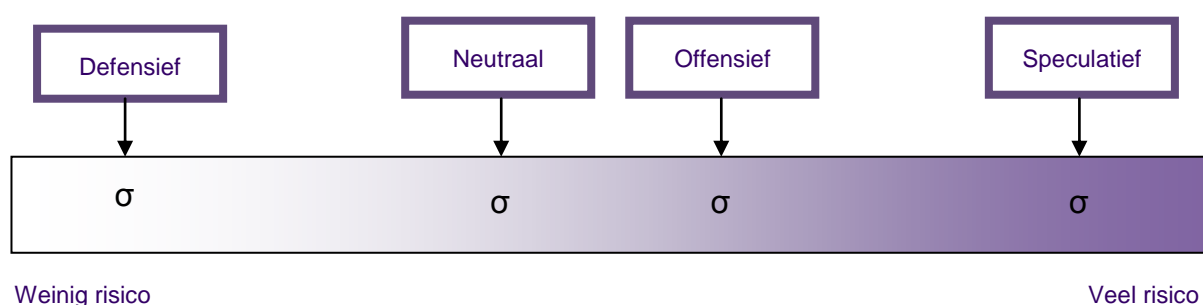 Defensief
Neutraal
Offensief
Speculatief
σ
σ
σ
σ
Weinig risico
Veel risico